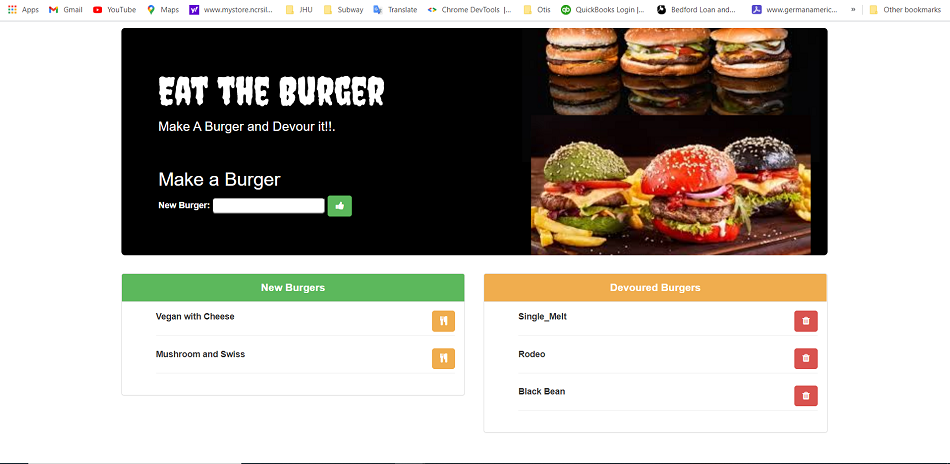 Apps Gmail YouTube Maps www.mystore.ncrsil... JHU Subway Translate Chrome DevTools |... Otis QuickBooks Login |... Bedford Loan and... www.germanameric... » Other bookmarks
EAT THE BURGER
Make A Burger and Devour it!!.
Make a Burger
New Burger:
New Burgers
Vegan with Cheese
Mushroom and Swiss
Devoured Burgers
Single_Melt
Rodeo
Black Bean